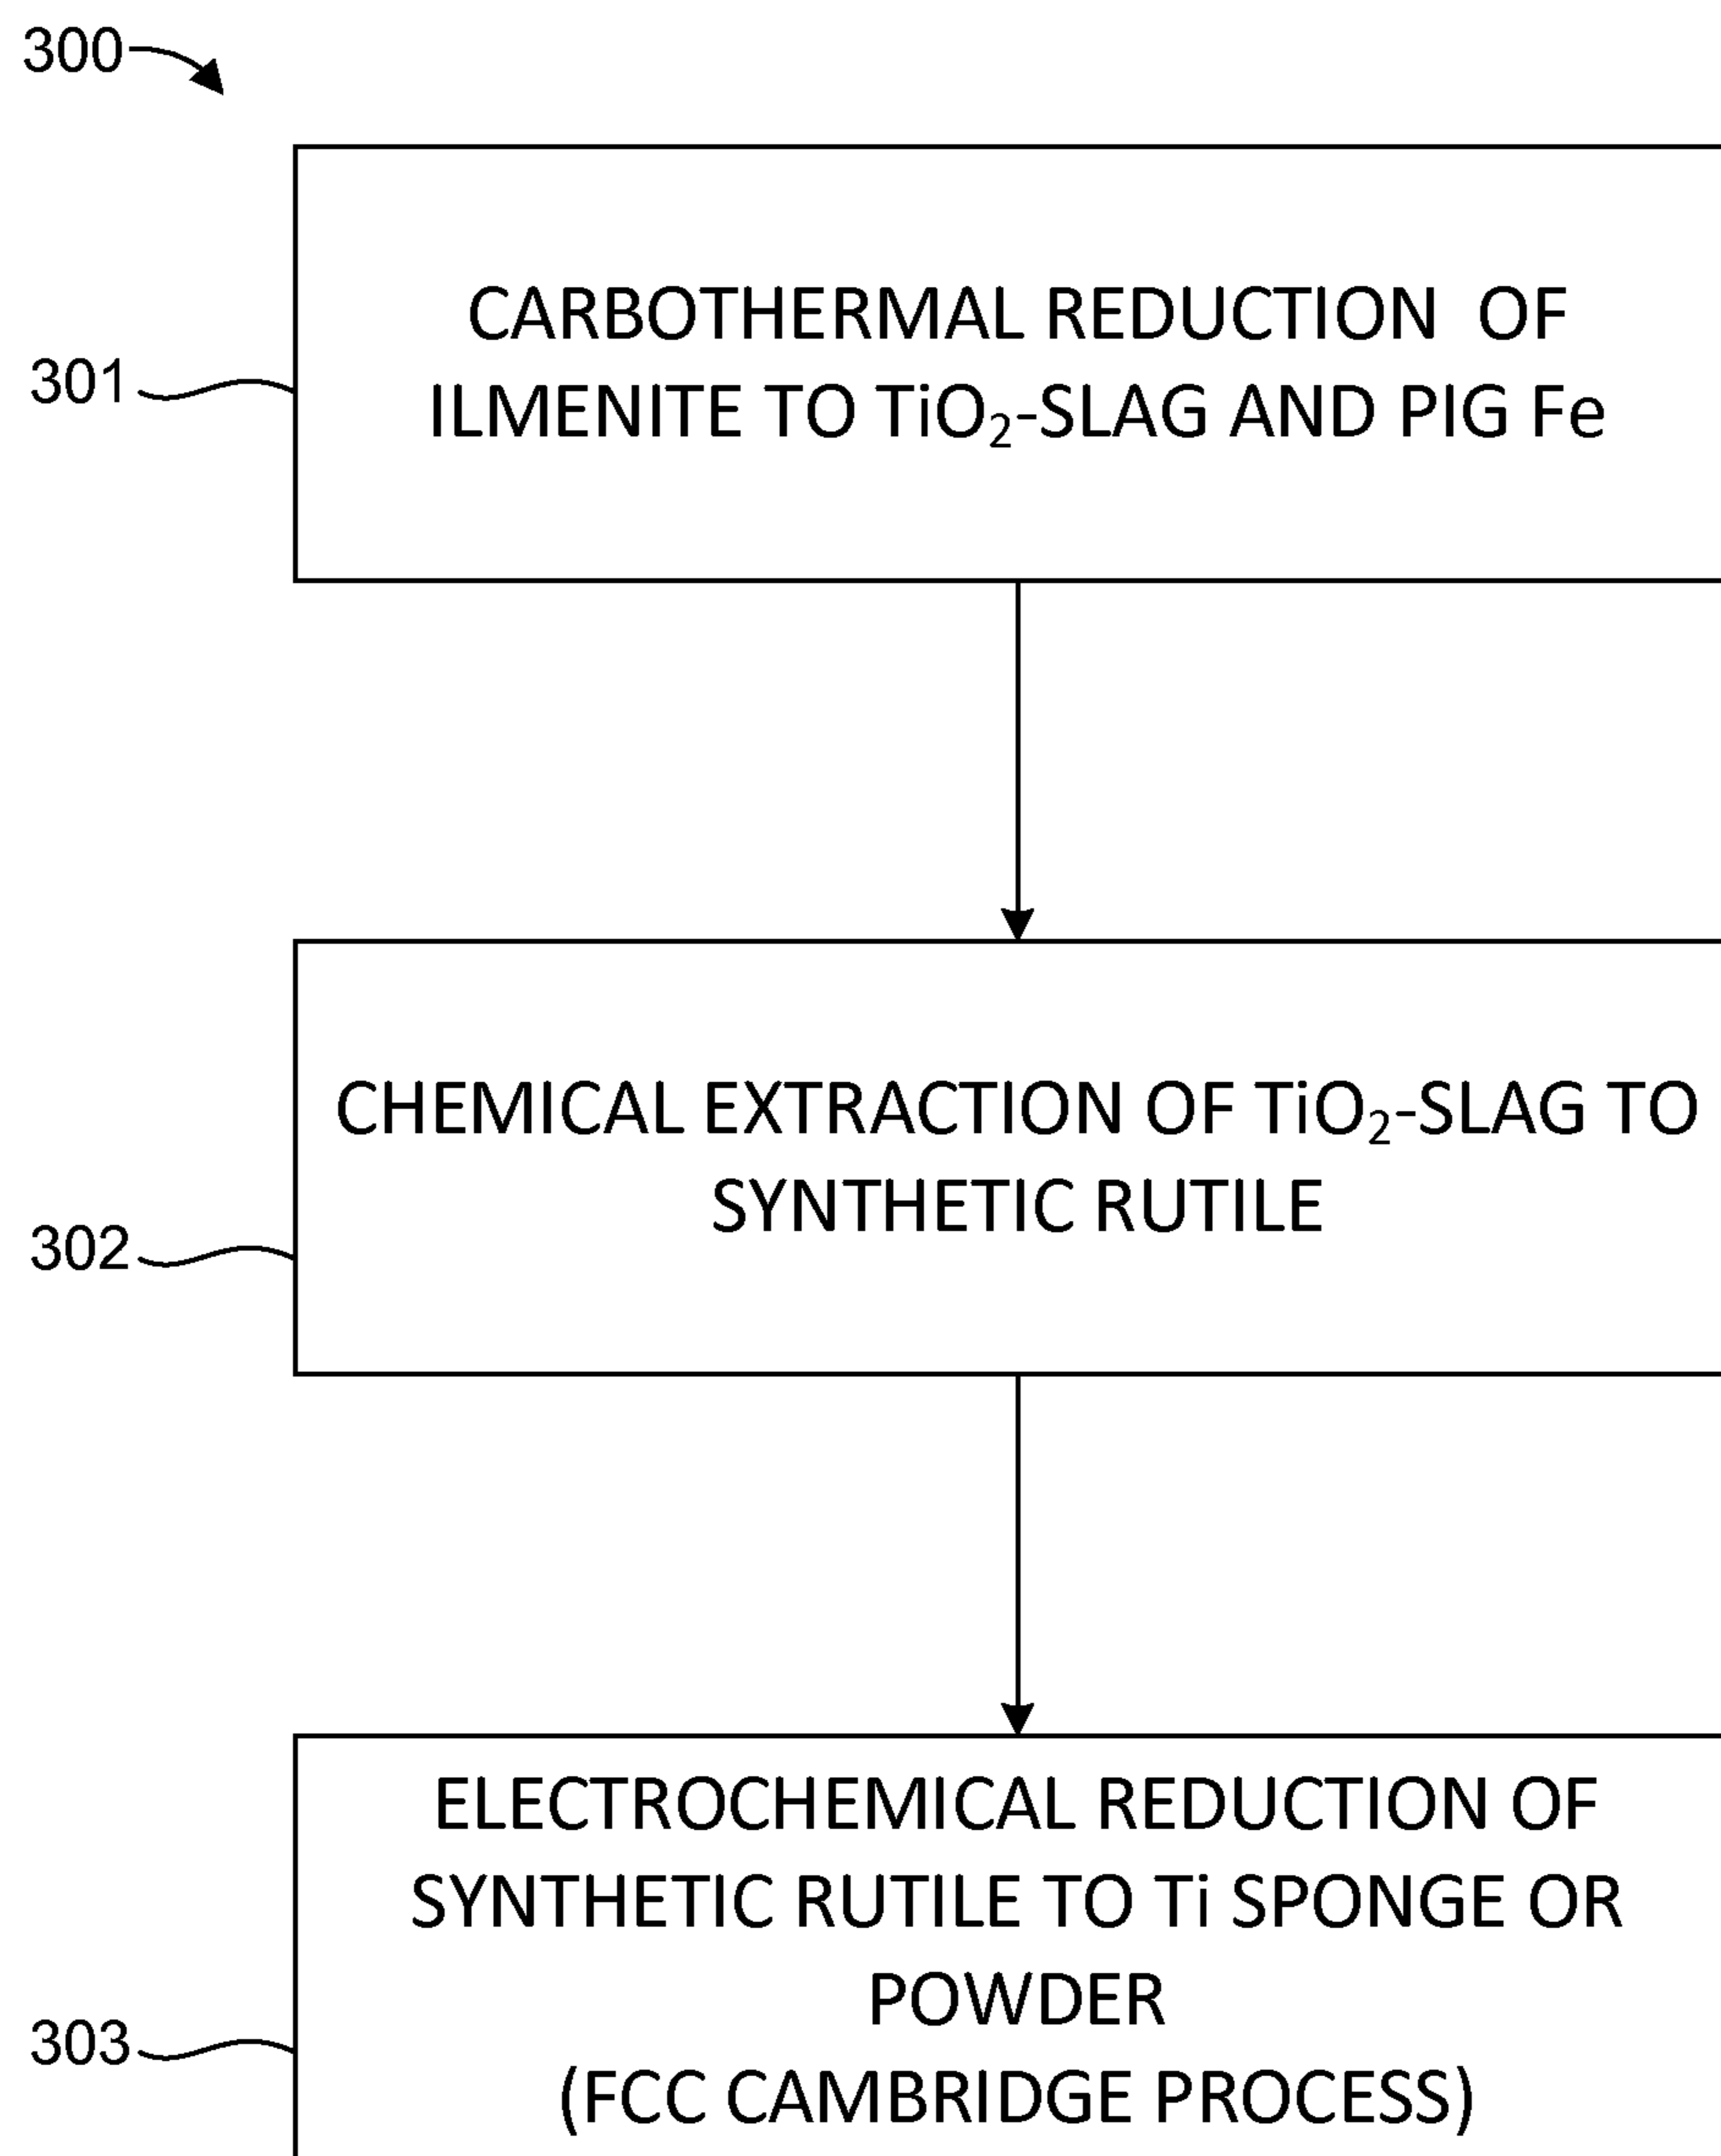 300
CARBOTHERMAL REDUCTION OF
ILMENITE TO TiO₂-SLAG AND PIG Fe
301
CHEMICAL EXTRACTION OF TiO₂-SLAG TO
SYNTHETIC RUTILE
302
ELECTROCHEMICAL REDUCTION OF
SYNTHETIC RUTILE TO Ti SPONGE OR
POWDER
(FCC CAMBRIDGE PROCESS)
303